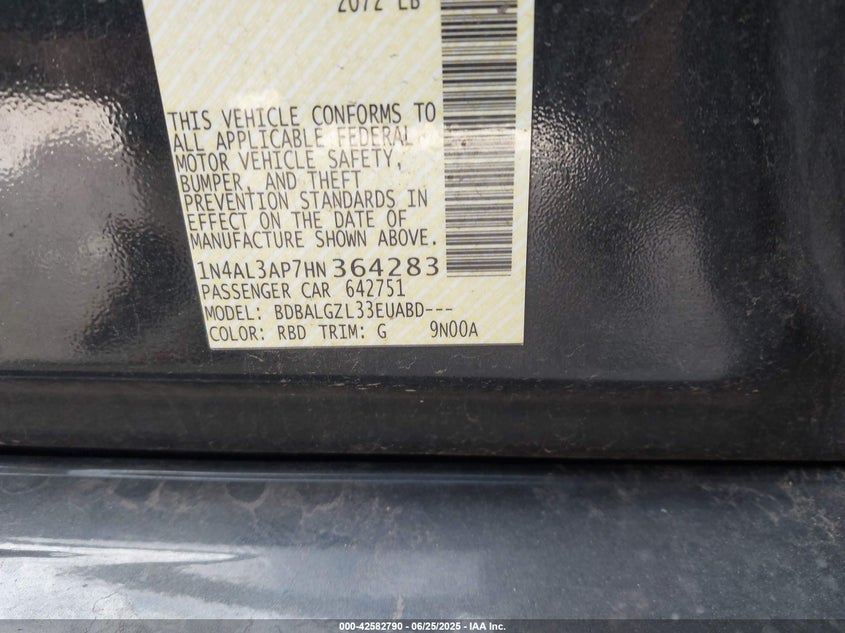 2072 LB
THIS VEHICLE CONFORMS TO
ALL APPLICABLE FEDERAL
MOTOR VEHICLE SAFETY,
BUMPER, AND THEFT
PREVENTION STANDARDS IN
EFFECT ON THE DATE OF
MANUFACTURE SHOWN ABOVE.
1N4AL3AP7HN364283
PASSENGER CAR 642751
MODEL: BDBALGZL33EUABD---
COLOR: RBD TRIM: G 9N00A
000-42582790 - 06/25/2025 - IAA Inc.